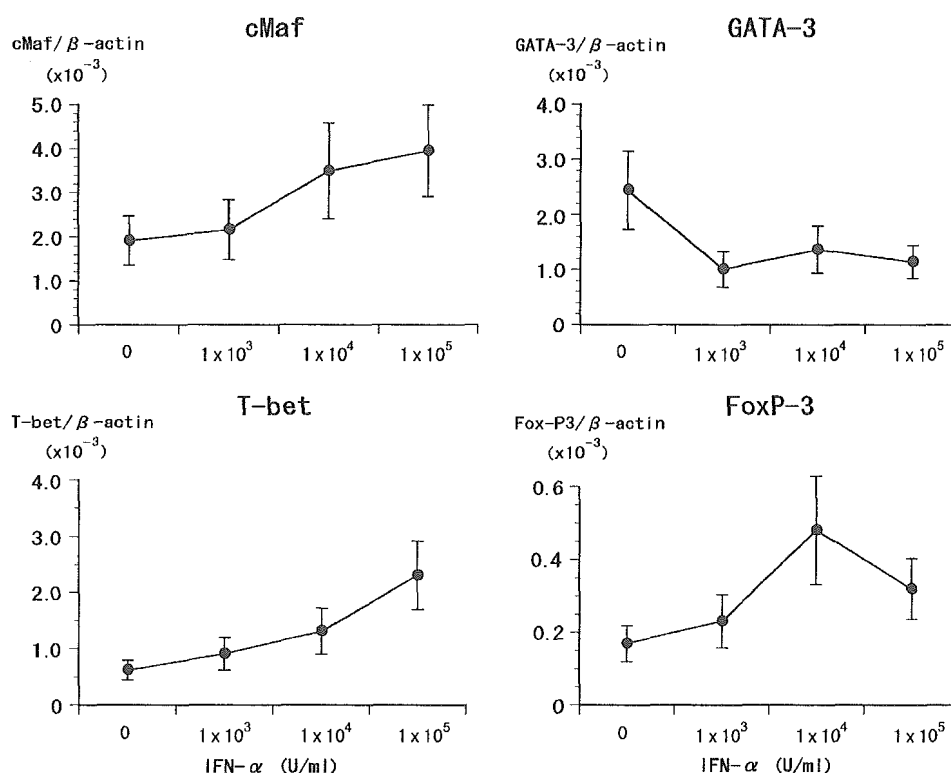 cMaf
cMaf/β-actin
(x10⁻³)
5.0
4.0
3.0
2.0
1.0
0
0 1x10³ 1x10⁴ 1x10⁵
GATA-3
GATA-3/β-actin
(x10⁻³)
4.0
3.0
2.0
1.0
0
0 1x10³ 1x10⁴ 1x10⁵
T-bet
T-bet/β-actin
(x10⁻³)
4.0
3.0
2.0
1.0
0
0 1x10³ 1x10⁴ 1x10⁵
IFN-α (U/ml)
FoxP-3
Fox-P3/β-actin
(x10⁻³)
0.6
0.4
0.2
0
0 1x10³ 1x10⁴ 1x10⁵
IFN-α (U/ml)